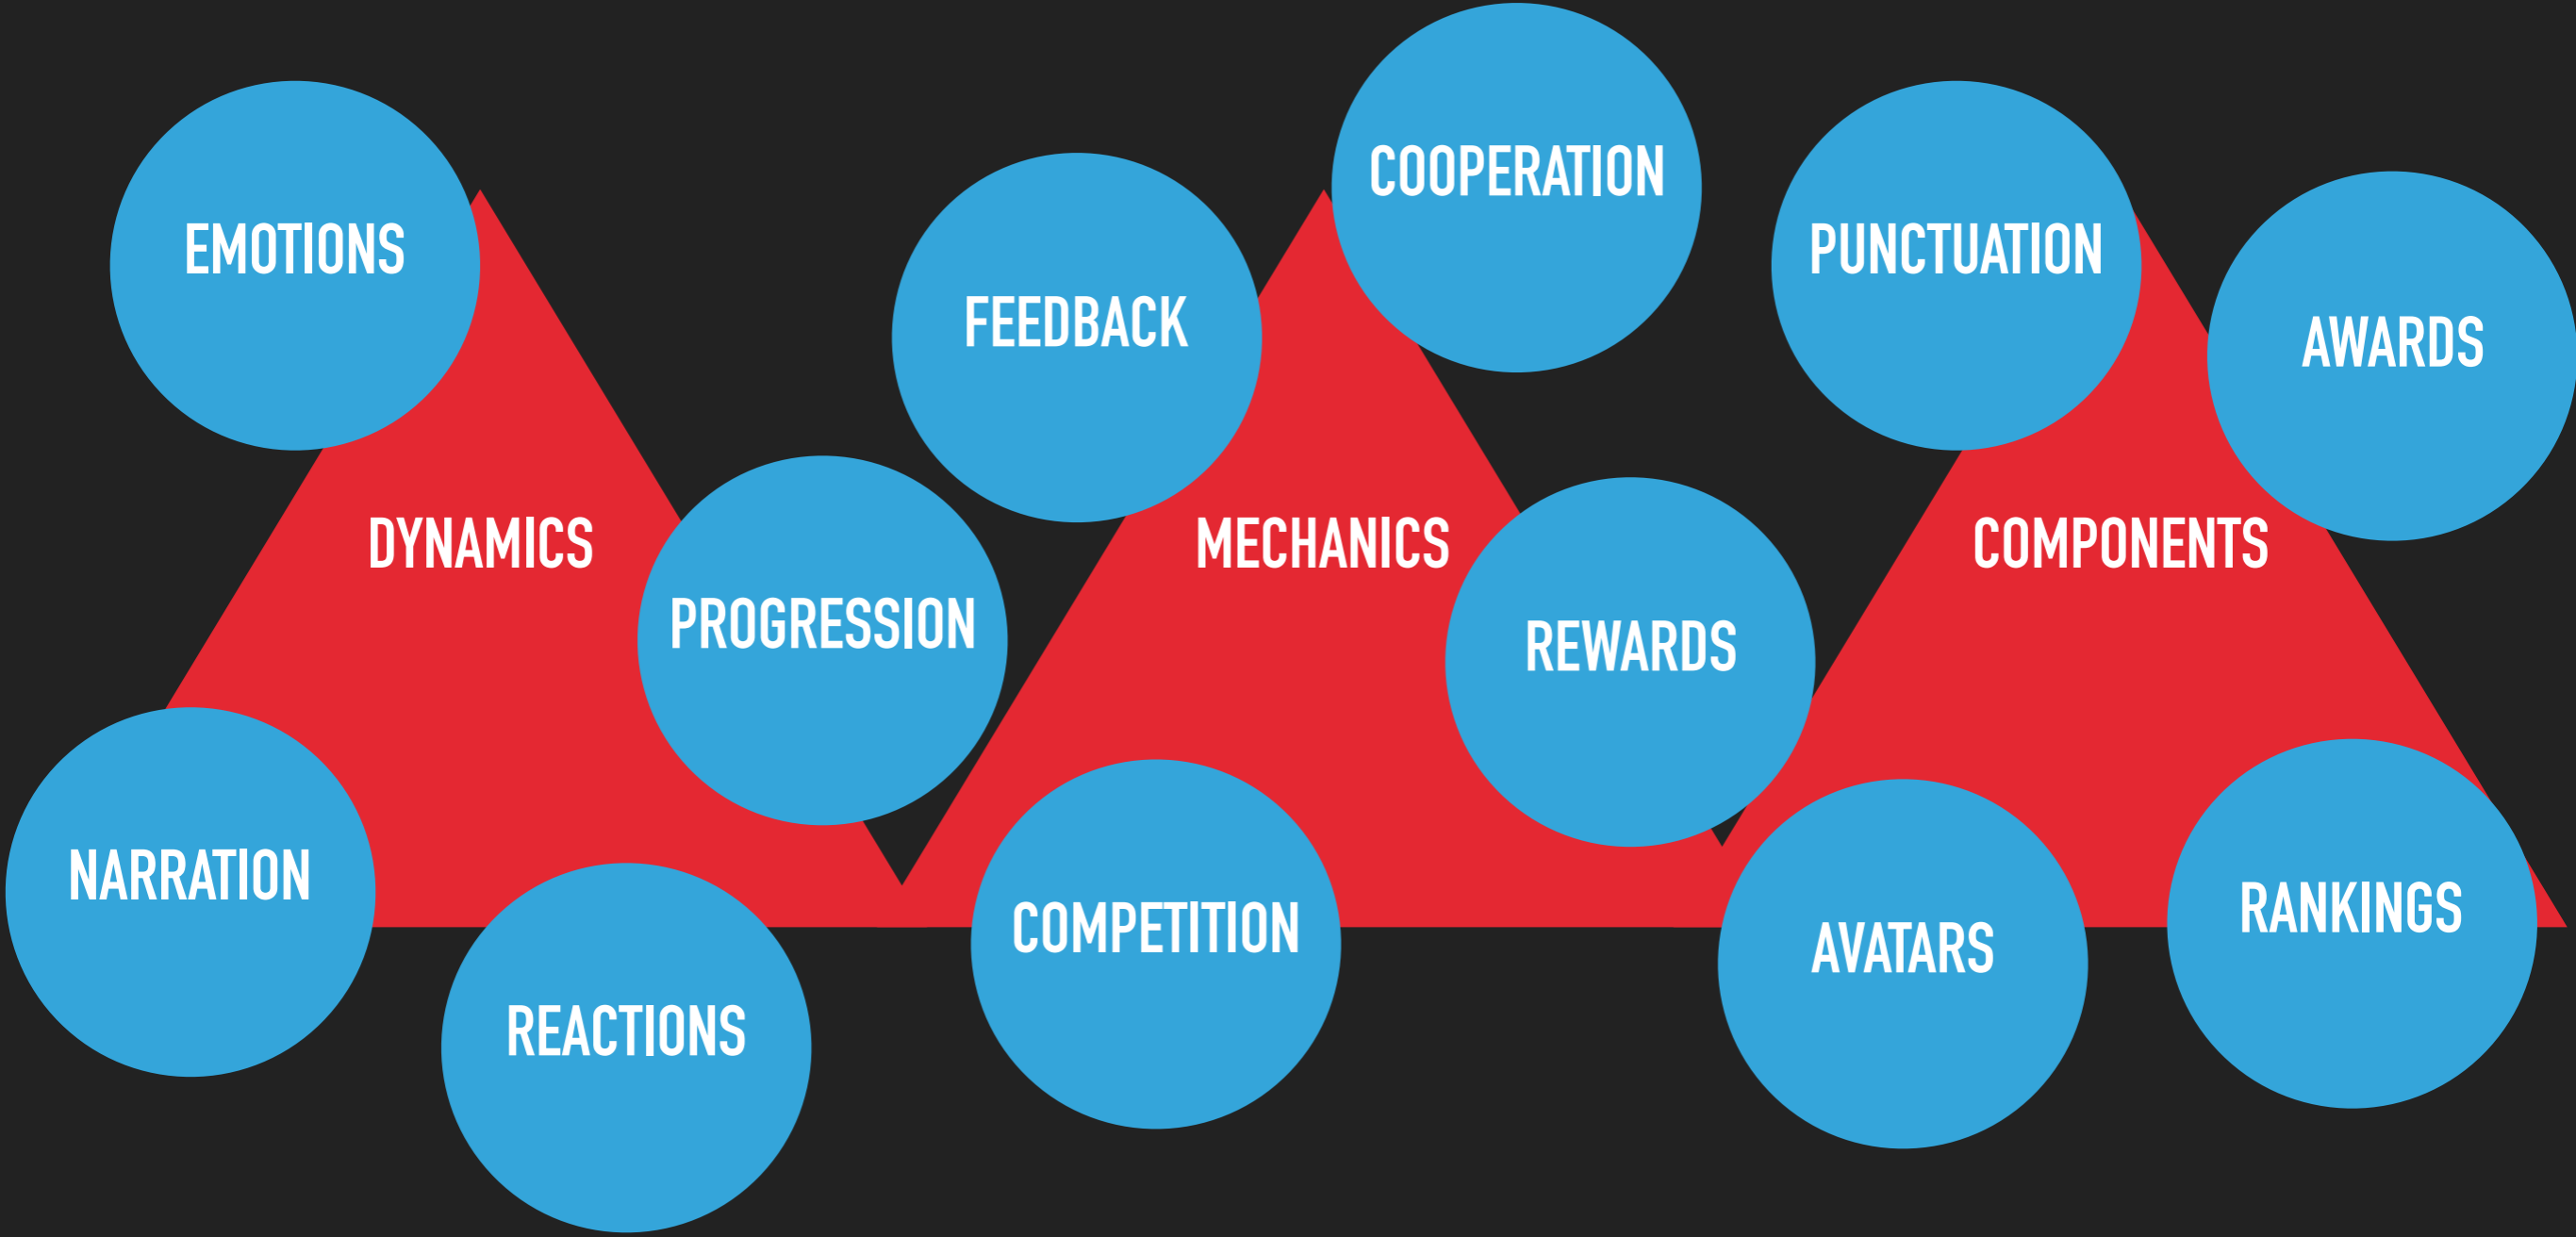 EMOTIONS
DYNAMICS
PROGRESSION
NARRATION
REACTIONS
FEEDBACK
COOPERATION
MECHANICS
REWARDS
COMPETITION
PUNCTUATION
AWARDS
COMPONENTS
AVATARS
RANKINGS